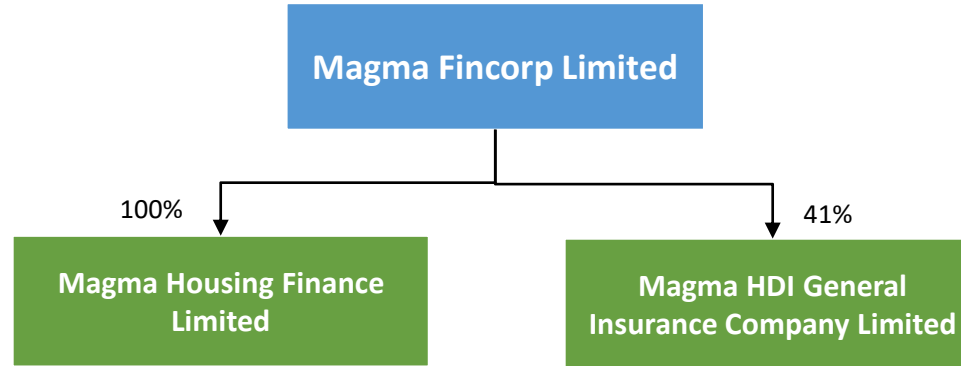 Magma Fincorp Limited
100%
41%
Magma Housing Finance
Limited
Magma HDI General
Insurance Company Limited